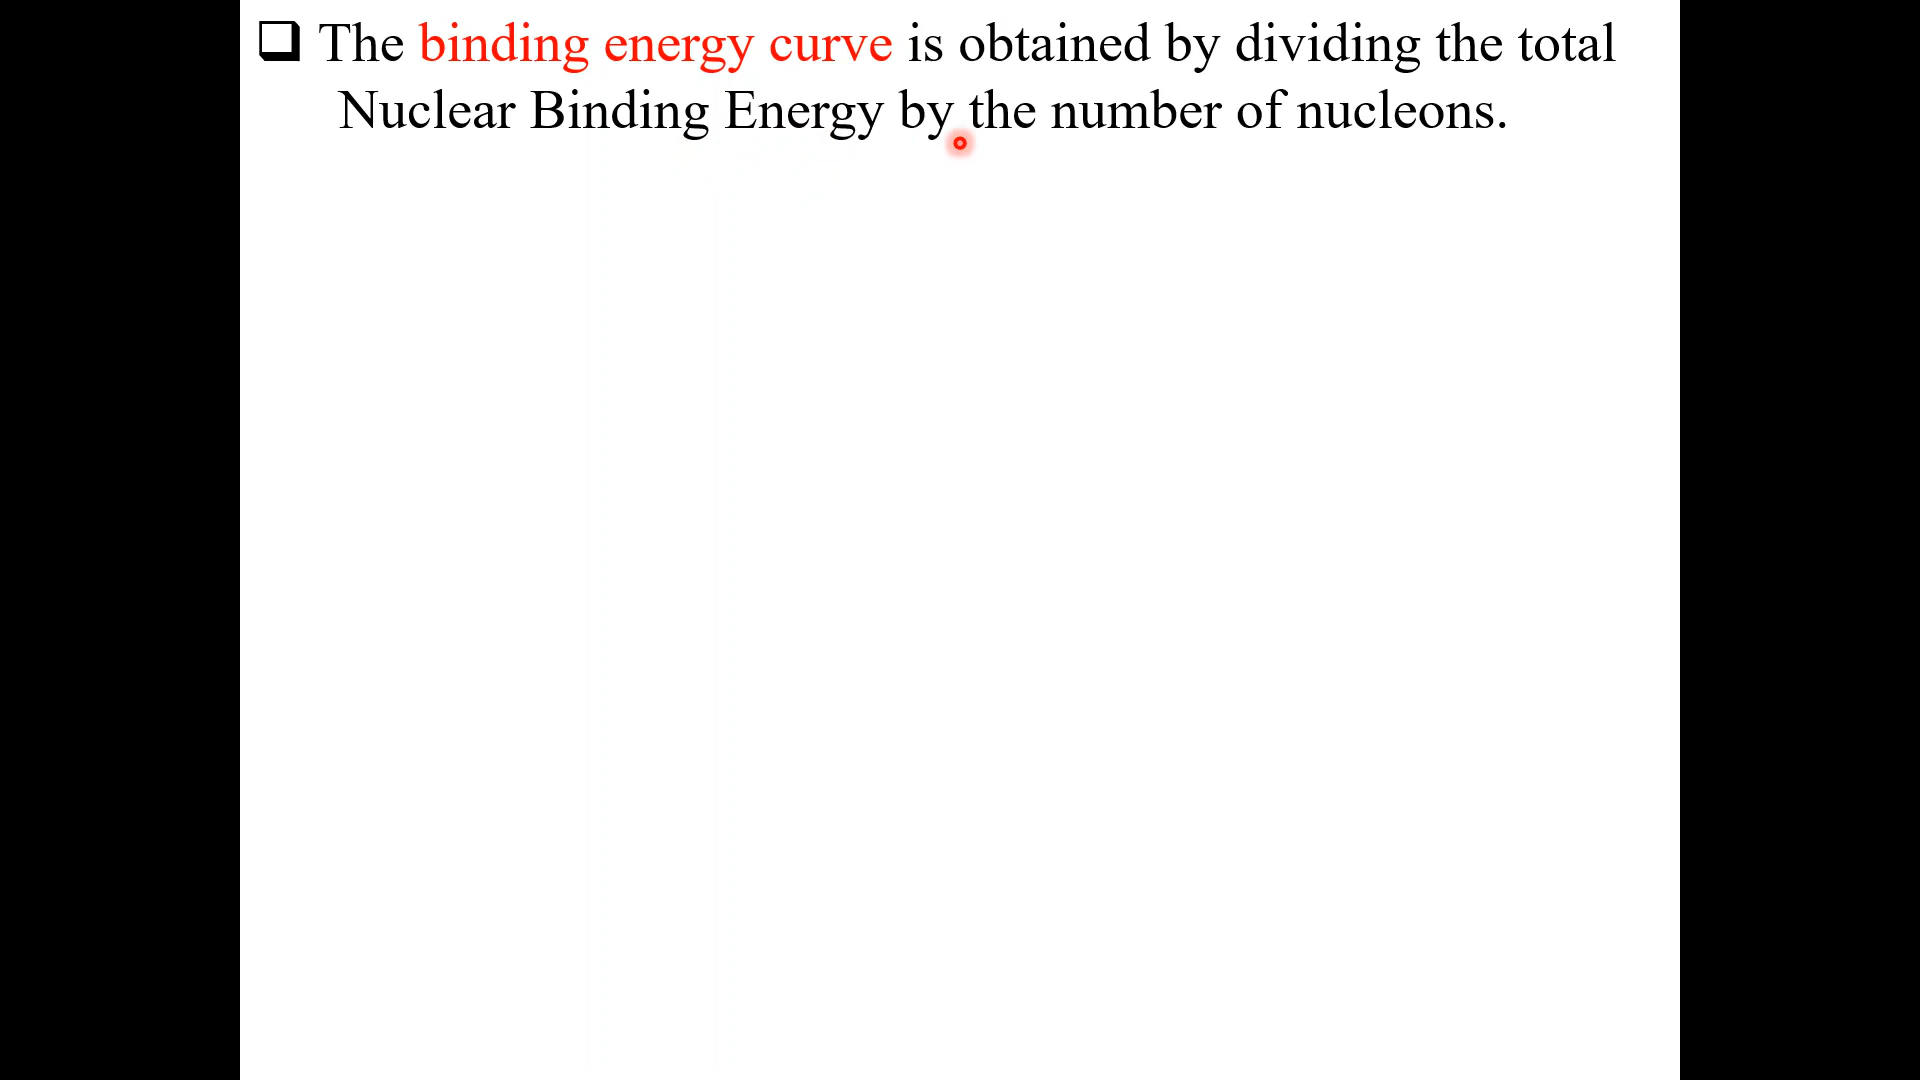 ❑ The binding energy curve is obtained by dividing the total
Nuclear Binding Energy by the number of nucleons.